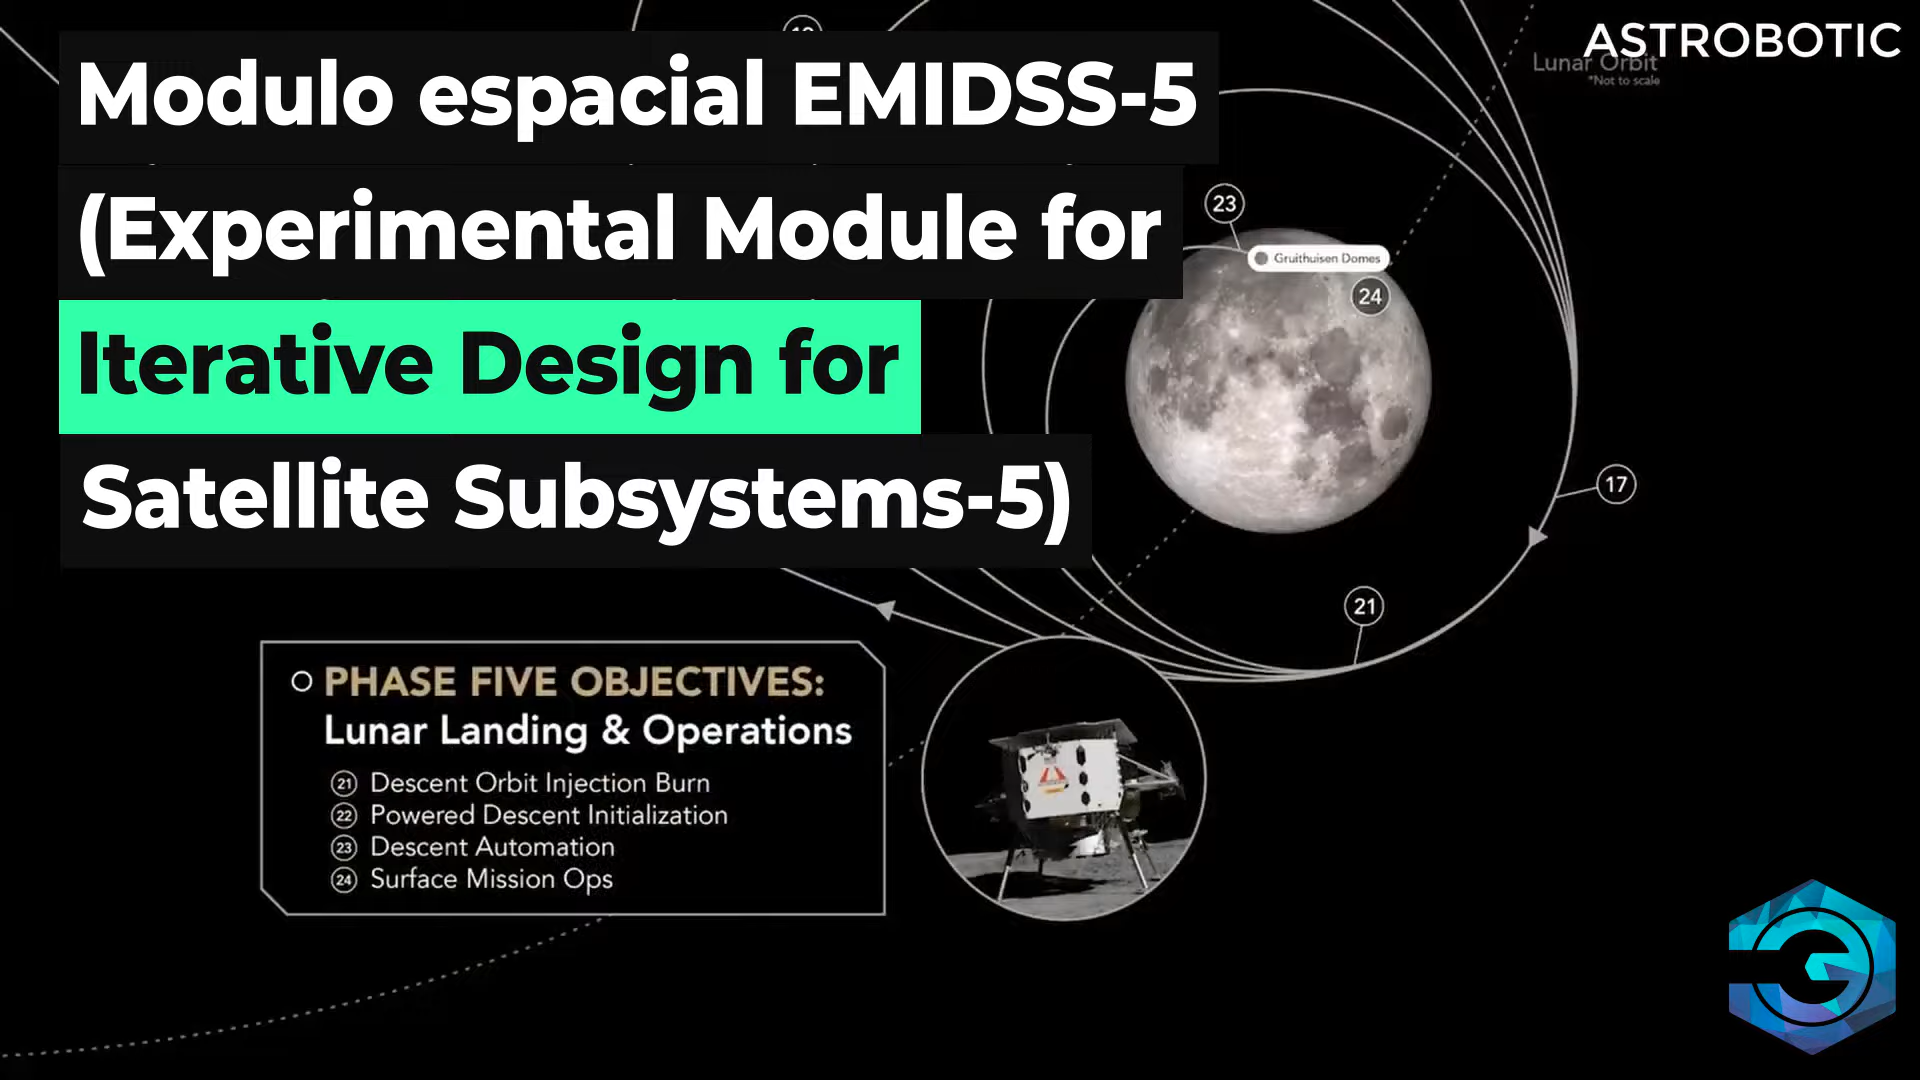 Modulo espacial EMIDSS-5
(Experimental Module for
Iterative Design for
Satellite Subsystems-5)
ASTROBOTIC
Lunar Orbit
*Not to scale
23
Gruithuisen Domes
24
17
21
PHASE FIVE OBJECTIVES:
Lunar Landing & Operations
21 Descent Orbit Injection Burn
22 Powered Descent Initialization
23 Descent Automation
24 Surface Mission Ops